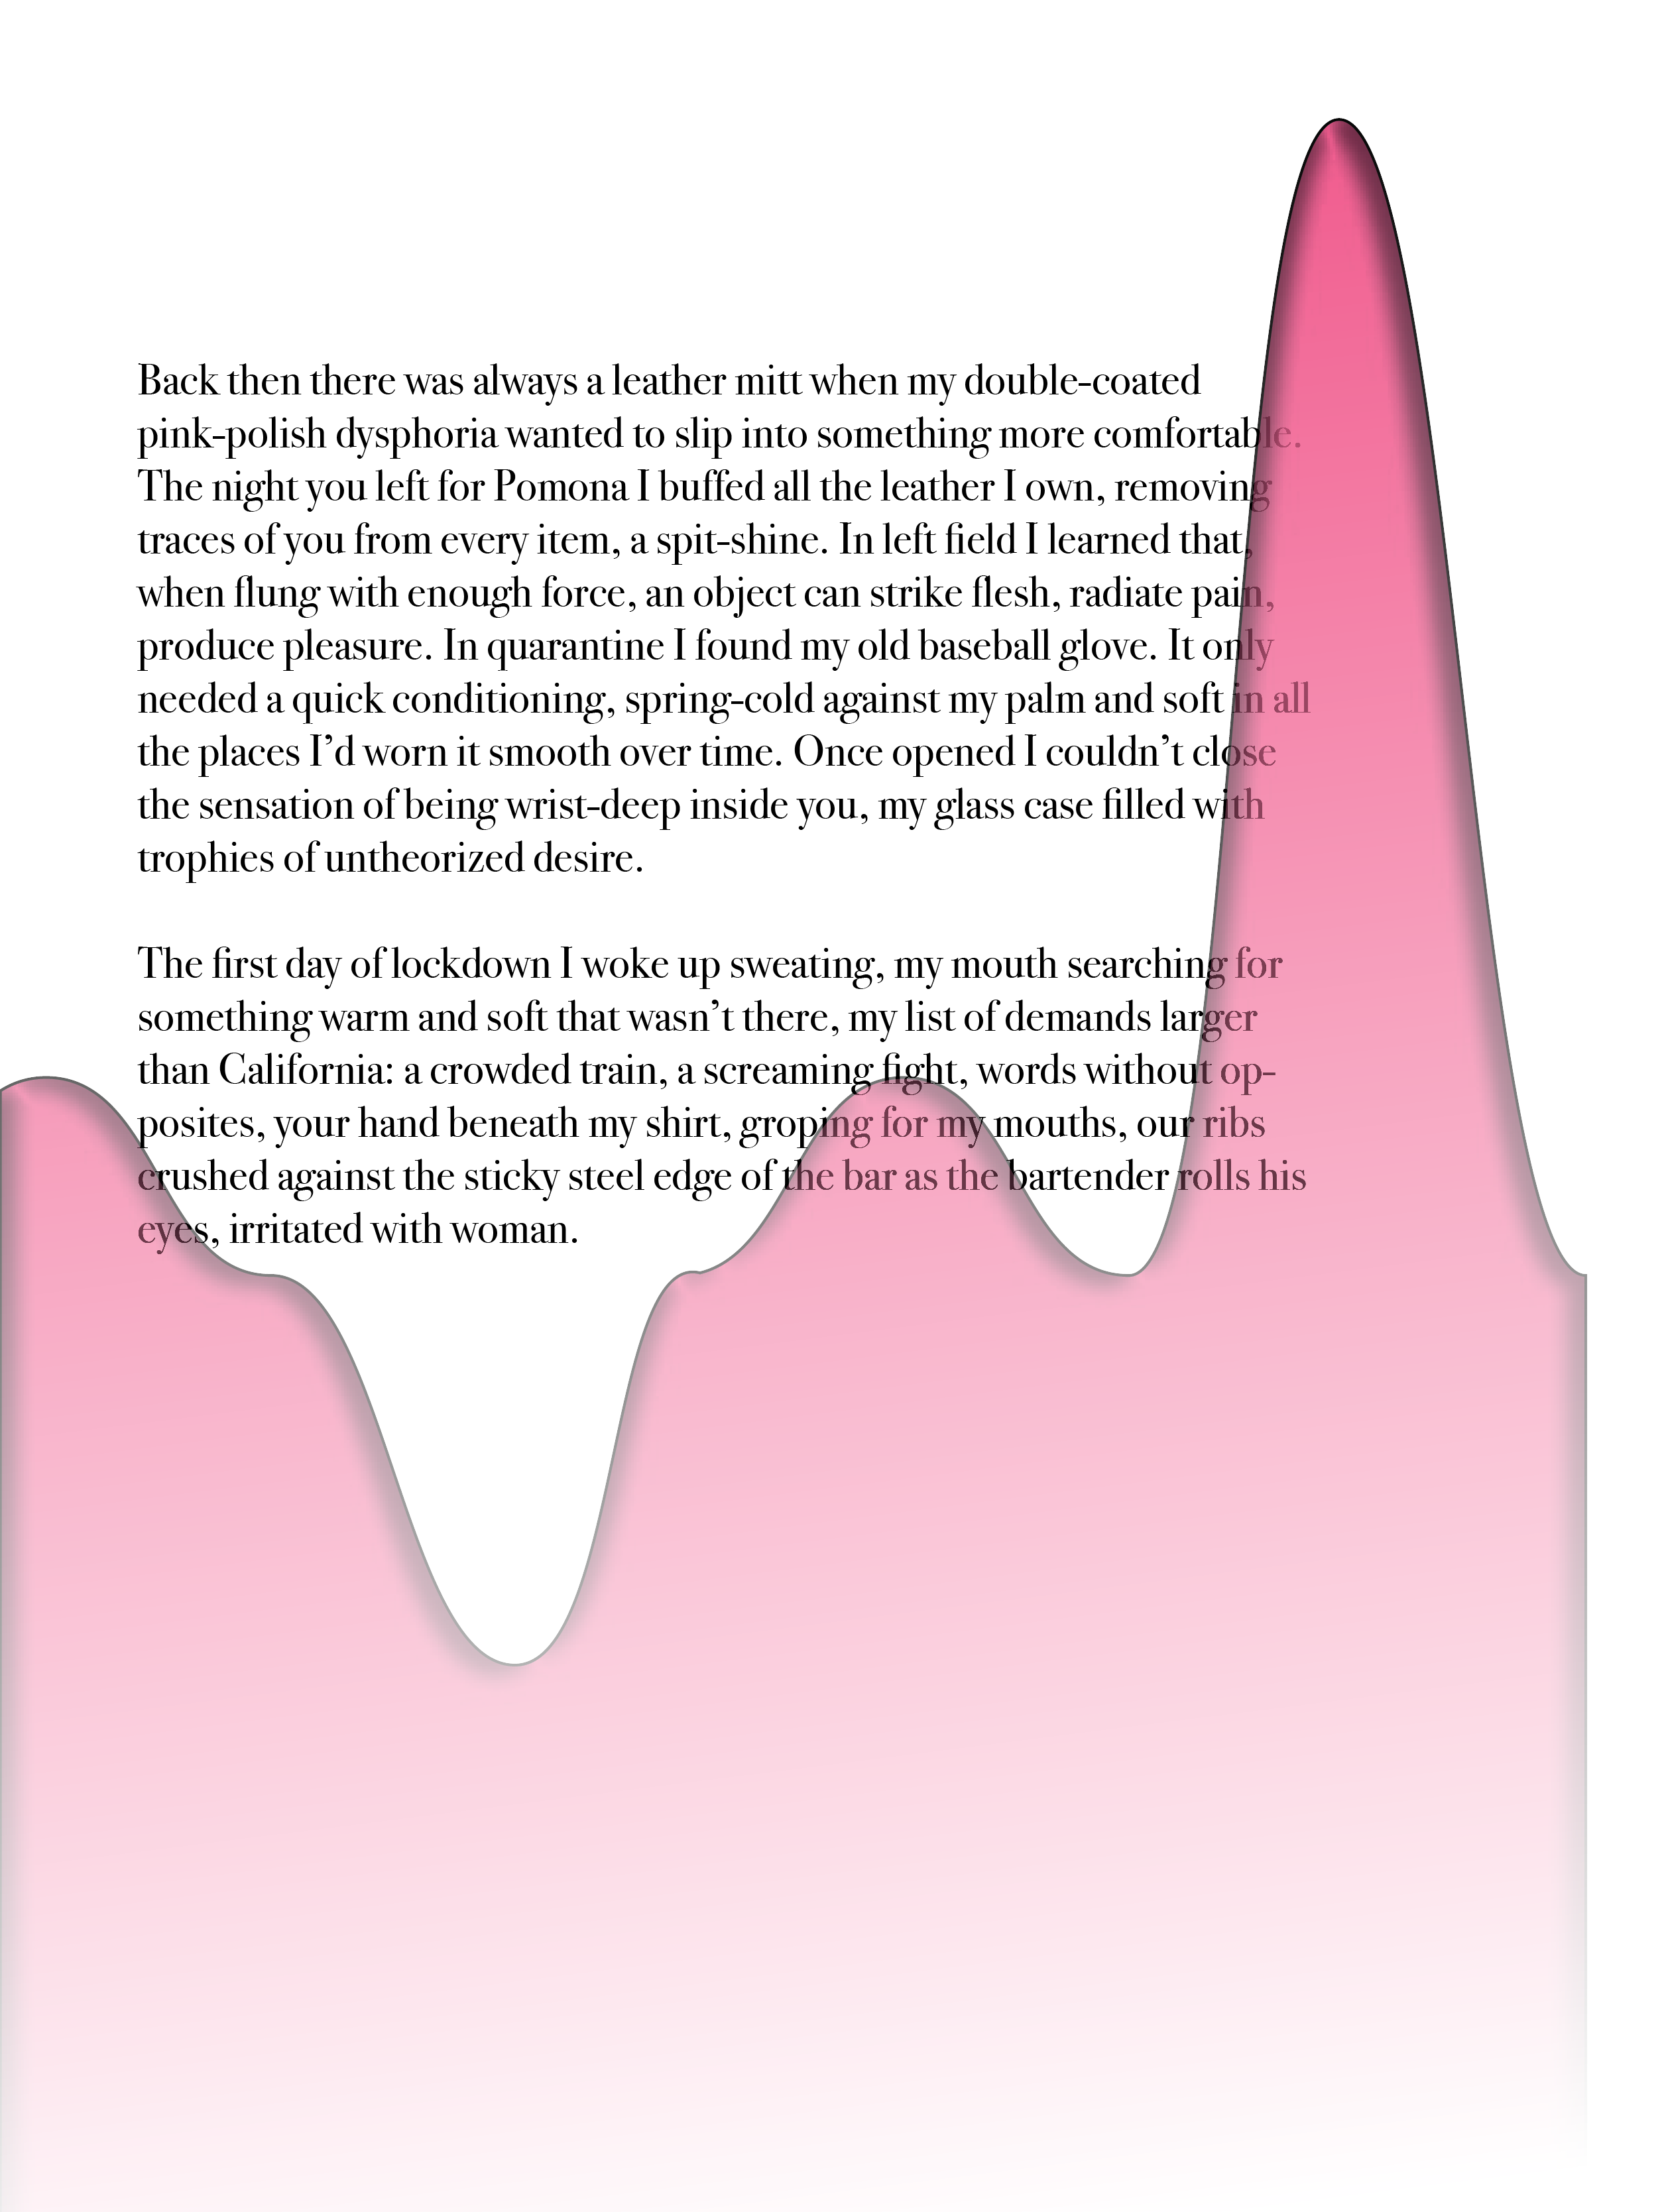 Back then there was always a leather mitt when my double-coated
pink-polish dysphoria wanted to slip into something more comfortable.
The night you left for Pomona I buffed all the leather I own, removing
traces of you from every item, a spit-shine. In left field I learned that,
when flung with enough force, an object can strike flesh, radiate pain,
produce pleasure. In quarantine I found my old baseball glove. It only
needed a quick conditioning, spring-cold against my palm and soft in all
the places I’d worn it smooth over time. Once opened I couldn’t close
the sensation of being wrist-deep inside you, my glass case filled with
trophies of untheorized desire.

The first day of lockdown I woke up sweating, my mouth searching for
something warm and soft that wasn’t there, my list of demands larger
than California: a crowded train, a screaming fight, words without op-
posites, your hand beneath my shirt, groping for my mouths, our ribs
crushed against the sticky steel edge of the bar as the bartender rolls his
eyes, irritated with woman.